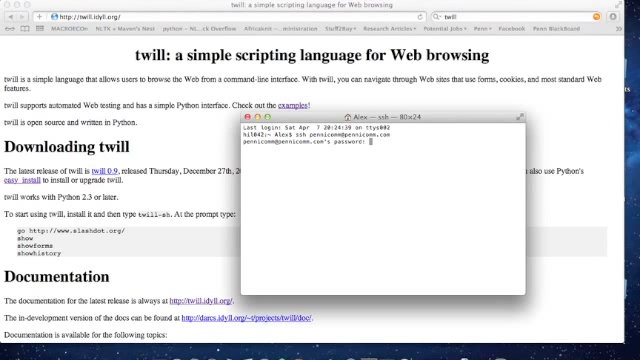 twill: a simple scripting language for Web browsing
http://twill.idyll.org/
Reader
twill
MACROECO
NLTK » Maven's Nest
python – N...k Overflow
Stuff2Buy
Research Articles
Potential Jobs
Penn
Facebook
Penn Blackboard
twill: a simple scripting language for Web browsing
twill is a simple language that allows users to browse the Web from a command-line interface. With twill, you can navigate through Web sites that use forms, cookies, and most standard Web
features.
twill supports automated Web testing and has a simple Python interface. Check out the examples!
twill is open source and written in Python.
Alex — ssh — 80×24
Last login: Sat Apr 7 20:24:39 on ttys002
hil042:~ Alex$ ssh pennicomm@pennicomm.com
pennicomm@pennicomm.com's password:
Downloading twill
The latest release of twill is twill 0.9, released Thursday, December 27th, 20
also use Python's
easy_install to install or upgrade twill.
twill works with Python 2.3 or later.
To start using twill, install it and then type twill-sh. At the prompt type:
go http://www.slashdot.org/
show
showforms
showhistory
Documentation
The documentation for the latest release is always at http://twill.idyll.org/.
The in-development version of the docs can be found at http://darcs.idyll.org/~t/projects/twill/doc/.
Documentation is available for the following topics: